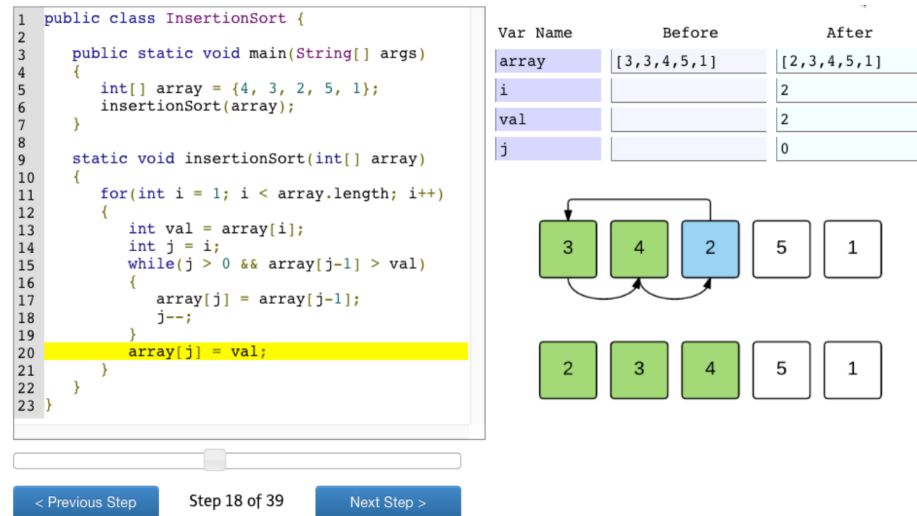 1 public class InsertionSort {
2
3 public static void main(String[] args)
4 {
5 int[] array = {4, 3, 2, 5, 1};
6 insertionSort(array);
7 }
8
9 static void insertionSort(int[] array)
10 {
11 for(int i = 1; i < array.length; i++)
12 {
13 int val = array[i];
14 int j = i;
15 while(j > 0 && array[j-1] > val)
16 {
17 array[j] = array[j-1];
18 j--;
19 }
20 array[j] = val;
21 }
22 }
23 }
< Previous Step Step 18 of 39 Next Step >
Var Name Before After
array [3,3,4,5,1] [2,3,4,5,1]
i 2
val 2
j 0
3 4 2 5 1
2 3 4 5 1